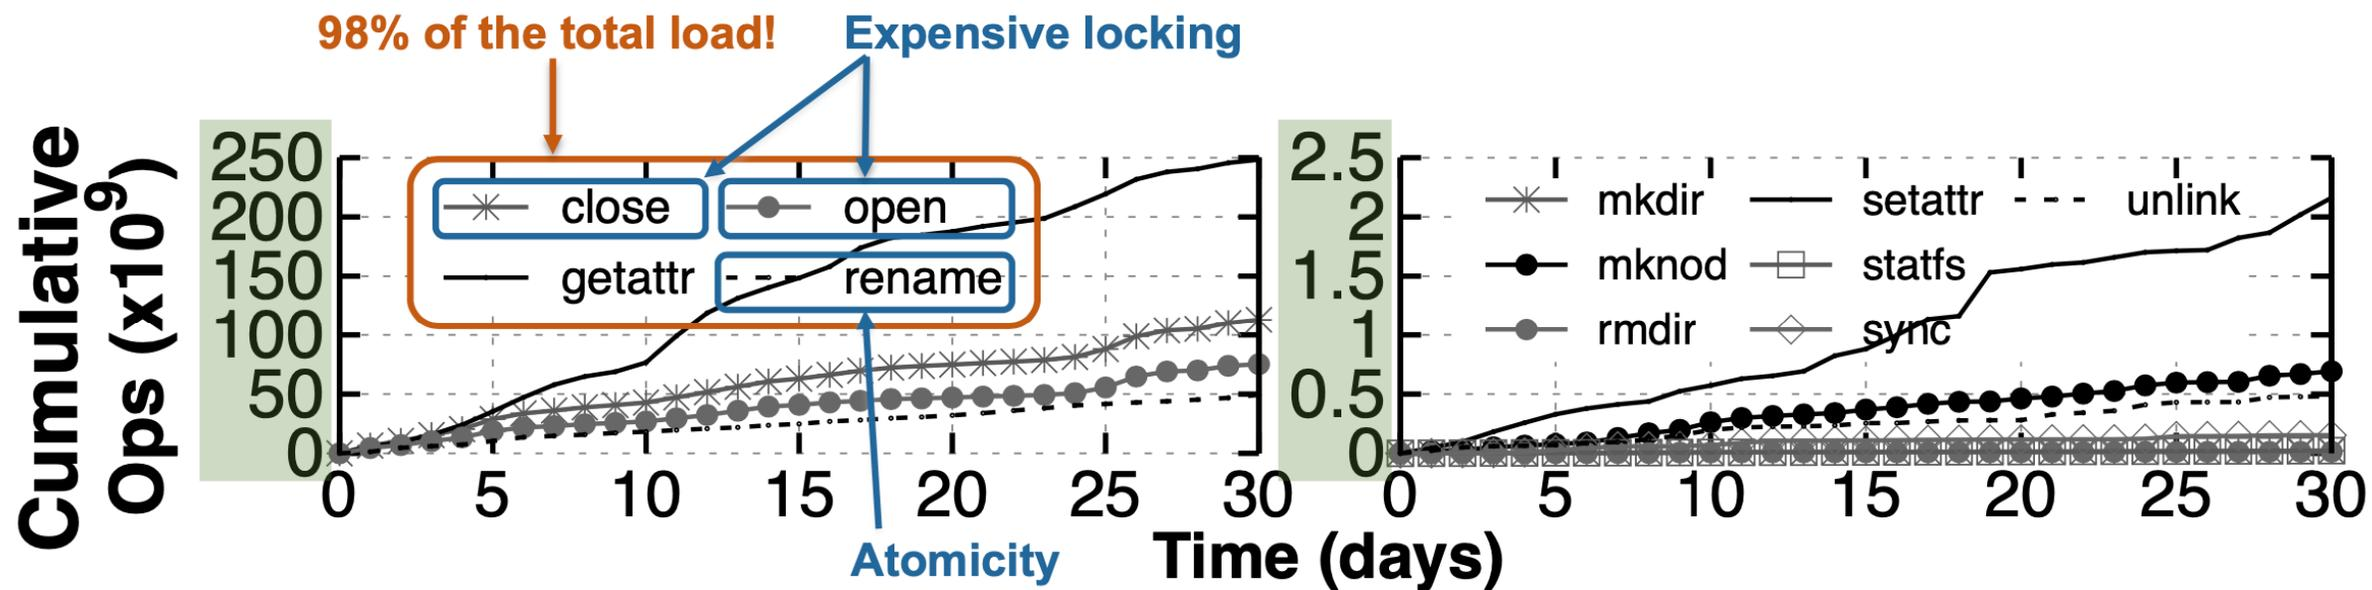 98% of the total load!
Expensive locking
Cumulative
Ops (x10⁹)
250
200
150
100
50
0
close
open
getattr
rename
0 5 10 15 20 25 30
2.5
2
1.5
1
0.5
0
mkdir setattr unlink
mknod statfs
rmdir sync
0 5 10 15 20 25 30
Atomicity
Time (days)